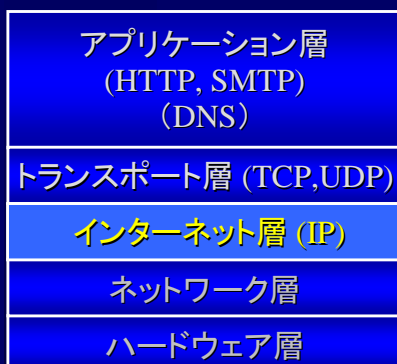 アプリケーション層
(HTTP, SMTP)
（DNS）
トランスポート層 (TCP,UDP)
インターネット層 (IP)
ネットワーク層
ハードウェア層